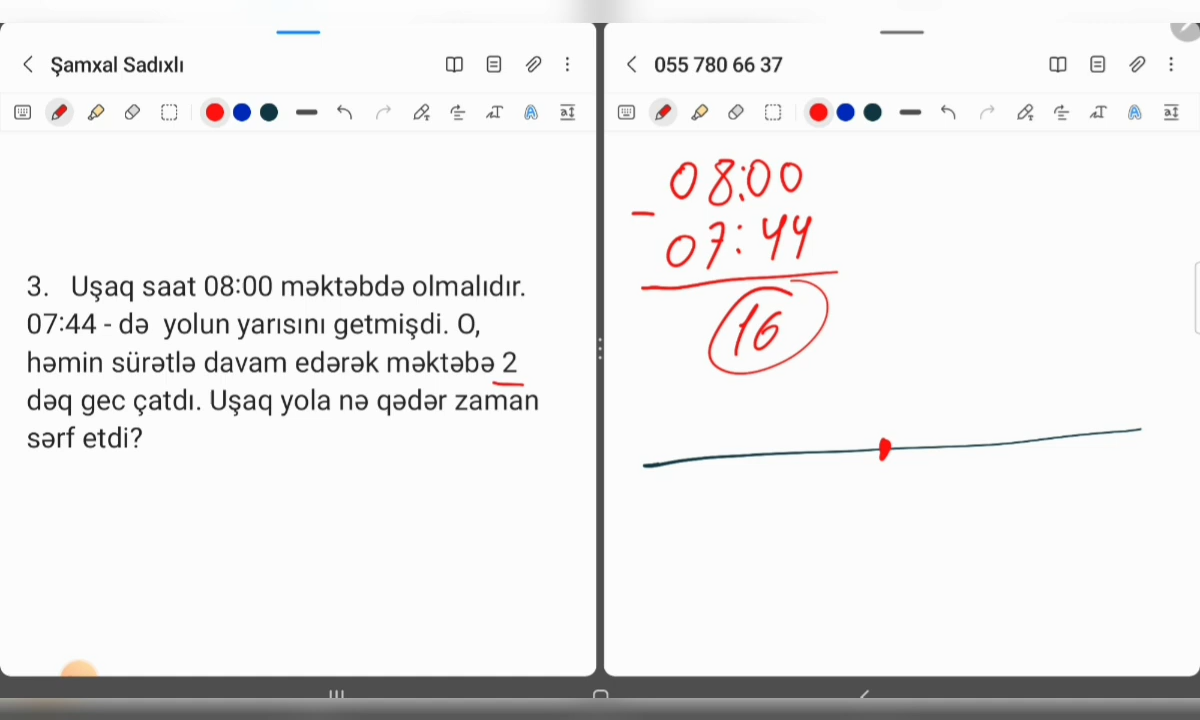 Şamxal Sadıxlı
3. Uşaq saat 08:00 məktəbdə olmalıdır.
07:44 - də yolun yarısını getmişdi. O,
həmin sürətlə davam edərək məktəbə 2
dəq gec çatdı. Uşaq yola nə qədər zaman
sərf etdi?
055 780 66 37
08:00
- 07:44
16